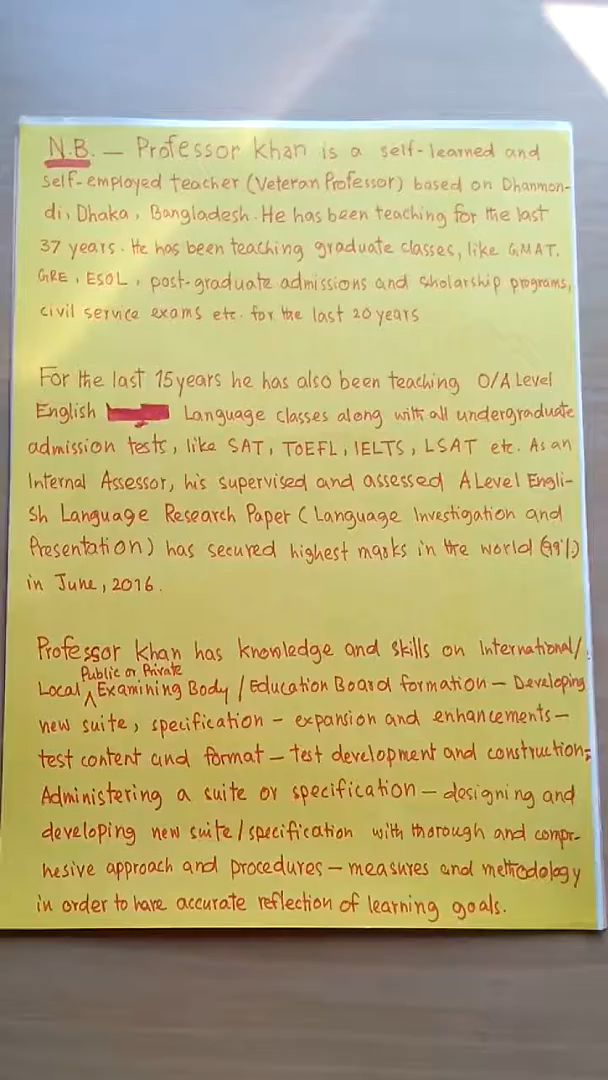 N.B. — Professor Khan is a self-learned and
self-employed teacher (Veteran Professor) based on Dhanmon-
di, Dhaka, Bangladesh. He has been teaching for the last
37 years. He has been teaching graduate classes, like GMAT,
GRE, ESOL, post-graduate admissions and scholarship programs,
civil service exams etc. for the last 20 years
For the last 15 years he has also been teaching O/A Level
English Language classes along with all undergraduate
admission tests, like SAT, TOEFL, IELTS, LSAT etc. As an
Internal Assessor, his supervised and assessed A Level Engli-
sh Language Research Paper (Language Investigation and
Presentation) has secured highest marks in the world (99%)
in June, 2016.
Professor Khan has knowledge and skills on International/
Public or Private
Local ^ Examining Body / Education Board formation — Developing
new suite, specification – expansion and enhancements —
test content and format — test development and construction;
Administering a suite or specification — designing and
developing new suite/specification with thorough and compr-
hesive approach and procedures — measures and methodology
in order to have accurate reflection of learning goals.